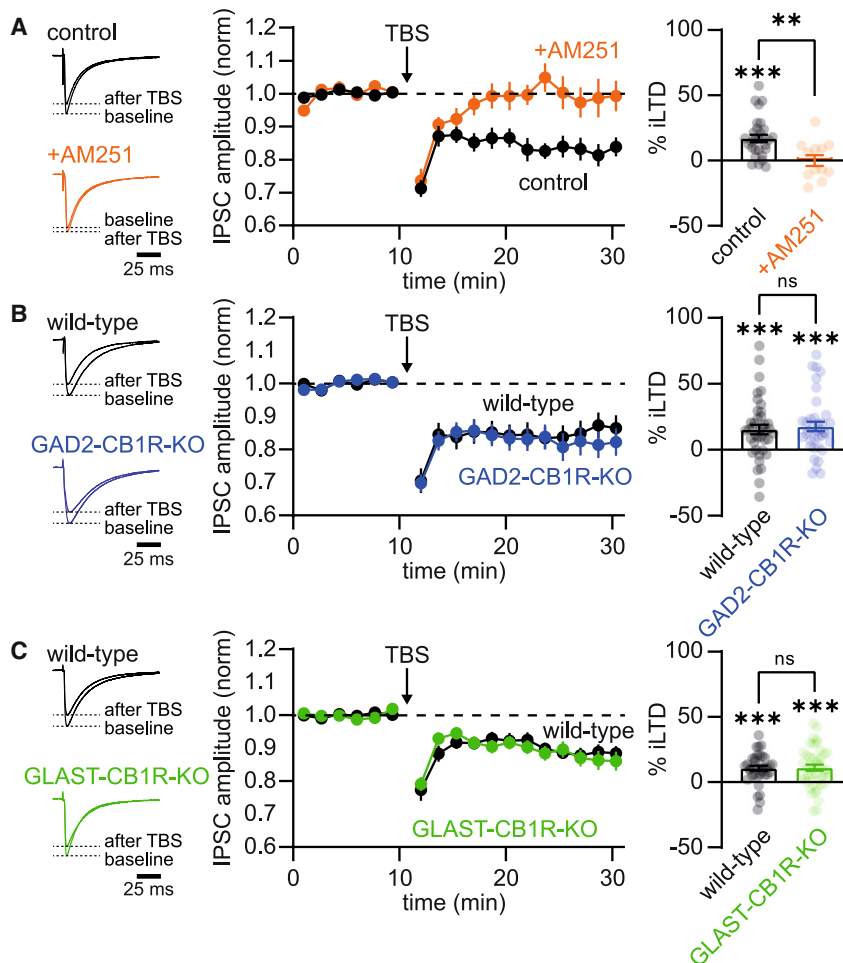 A
control
after TBS
baseline
+AM251
baseline
after TBS
25 ms
IPSC amplitude (norm)
1.2
1.1
1.0
0.9
0.8
0.7
0.6
TBS
+AM251
control
0
10
20
30
time (min)
% iLTD
100
50
0
-50
**
***
control
+AM251
B
wild-type
after TBS
baseline
GAD2-CB1R-KO
after TBS
baseline
25 ms
IPSC amplitude (norm)
1.2
1.1
1.0
0.9
0.8
0.7
0.6
TBS
wild-type
GAD2-CB1R-KO
0
10
20
30
time (min)
% iLTD
100
50
0
-50
ns
***
***
wild-type
GAD2-CB1R-KO
C
wild-type
after TBS
baseline
GLAST-CB1R-KO
after TBS
baseline
25 ms
IPSC amplitude (norm)
1.2
1.1
1.0
0.9
0.8
0.7
0.6
TBS
wild-type
GLAST-CB1R-KO
0
10
20
30
time (min)
% iLTD
100
50
0
-50
ns
***
***
wild-type
GLAST-CB1R-KO